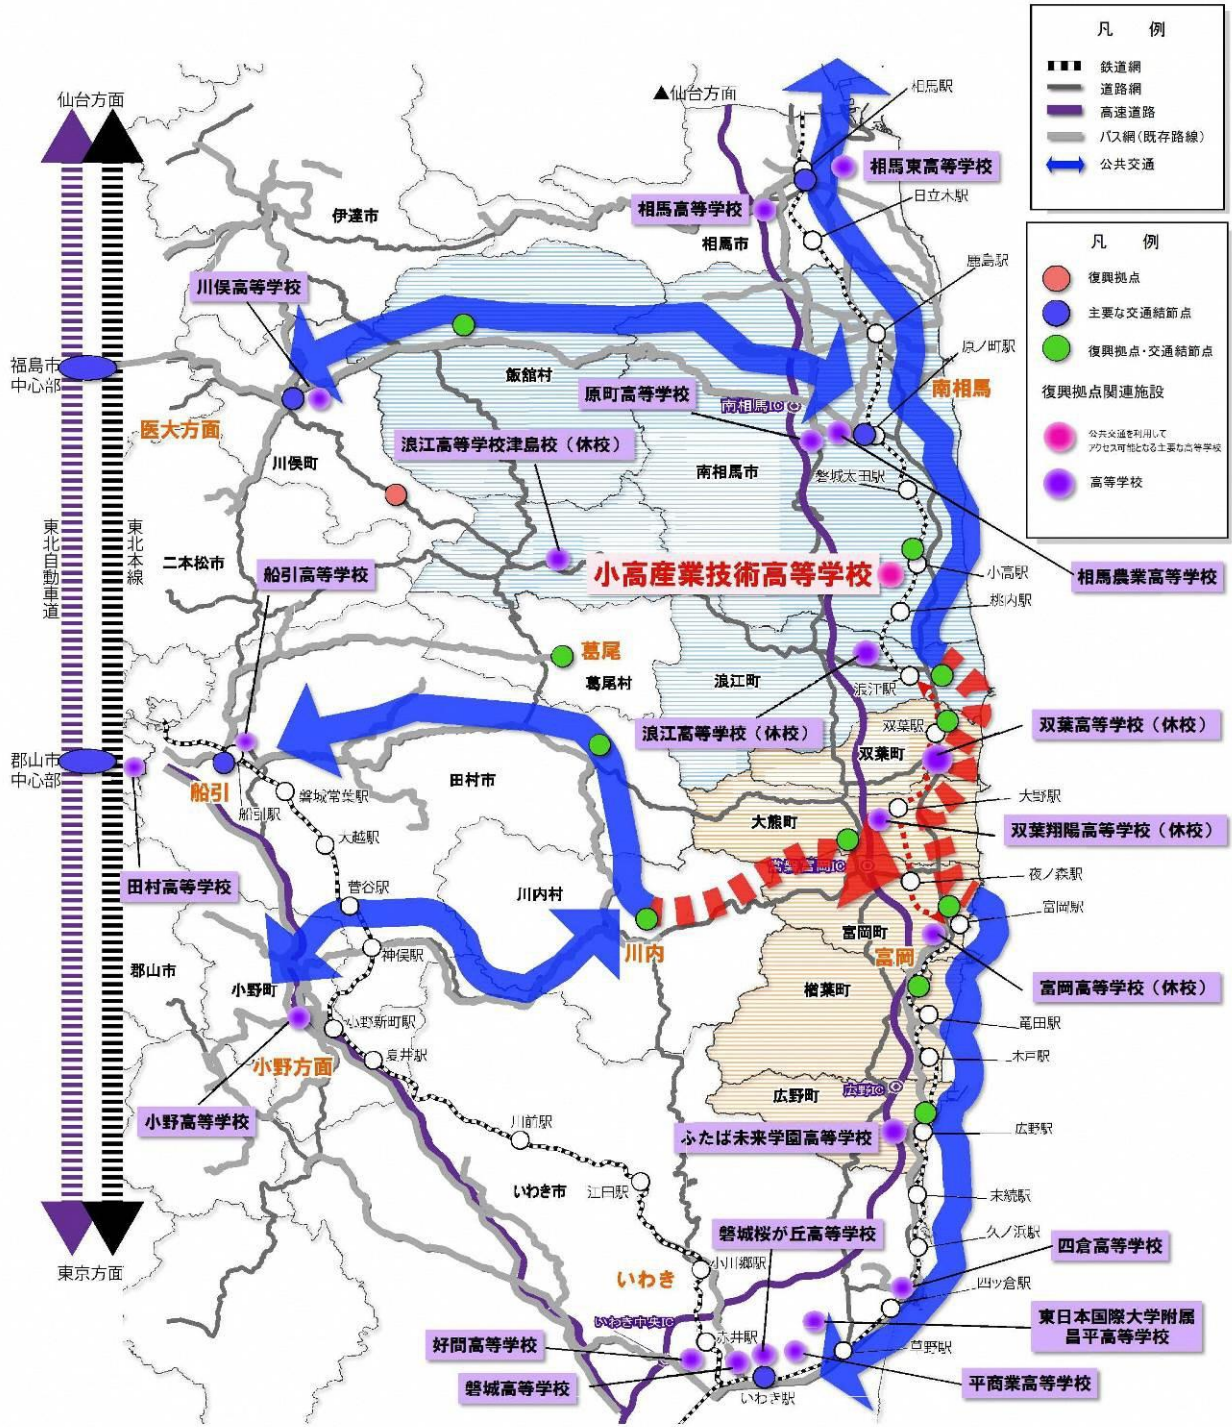 凡　例
鉄道網
道路網
高速道路
バス網(既存路線)
公共交通
凡　例
復興拠点
主要な交通結節点
復興拠点・交通結節点
復興拠点関連施設
公共交通を利用して
アクセス可能となる主要な高等学校
高等学校
仙台方面
▲仙台方面
相馬駅
相馬東高等学校
伊達市
相馬高等学校
日立木駅
相馬市
鹿島駅
川俣高等学校
原ノ町駅
福島市
中心部
飯舘村
原町高等学校
南相馬IC
南相馬
医大方面
浪江高等学校津島校（休校）
川俣町
南相馬市
磐城太田駅
東北自動車道
東北本線
二本松市
船引高等学校
小高産業技術高等学校
小高駅
相馬農業高等学校
桃内駅
葛尾
葛尾村
浪江町
浪江駅
浪江高等学校（休校）
双葉駅
双葉高等学校（休校）
双葉町
郡山市
中心部
船引
船引駅
磐城常葉駅
田村市
大野駅
大熊町
双葉翔陽高等学校（休校）
大越駅
常磐富岡IC
田村高等学校
菅谷駅
川内村
夜ノ森駅
富岡駅
川内
富岡町
富岡
神俣駅
郡山市
小野町
楢葉町
富岡高等学校（休校）
竜田駅
小野新町駅
夏井駅
木戸駅
小野方面
広野IC
広野町
小野高等学校
川前駅
ふたば未来学園高等学校
広野駅
いわき市
江田駅
末続駅
磐城桜が丘高等学校
久ノ浜駅
四倉高等学校
小川郷駅
いわき
四ッ倉駅
東京方面
いわき中央IC
赤井駅
東日本国際大学附属
昌平高等学校
好間高等学校
草野駅
磐城高等学校
いわき駅
平商業高等学校